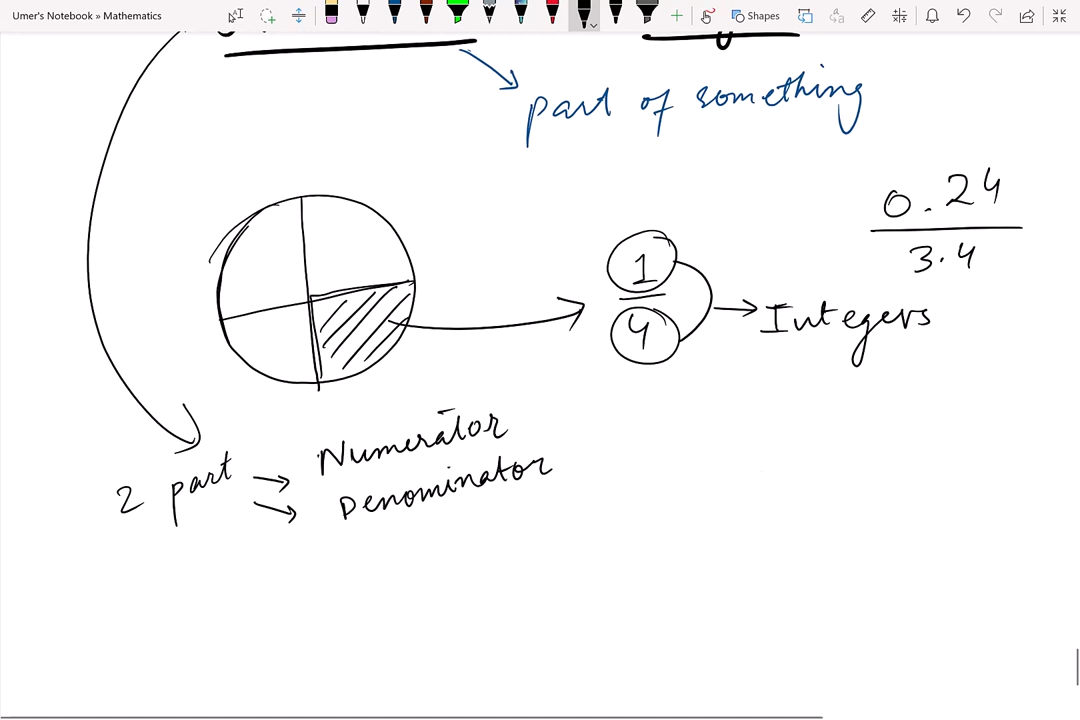 Umer's Notebook » Mathematics
Shapes
part of something
0.24
3.4
1
4
Integers
2 part → Numerator
→ Denominator